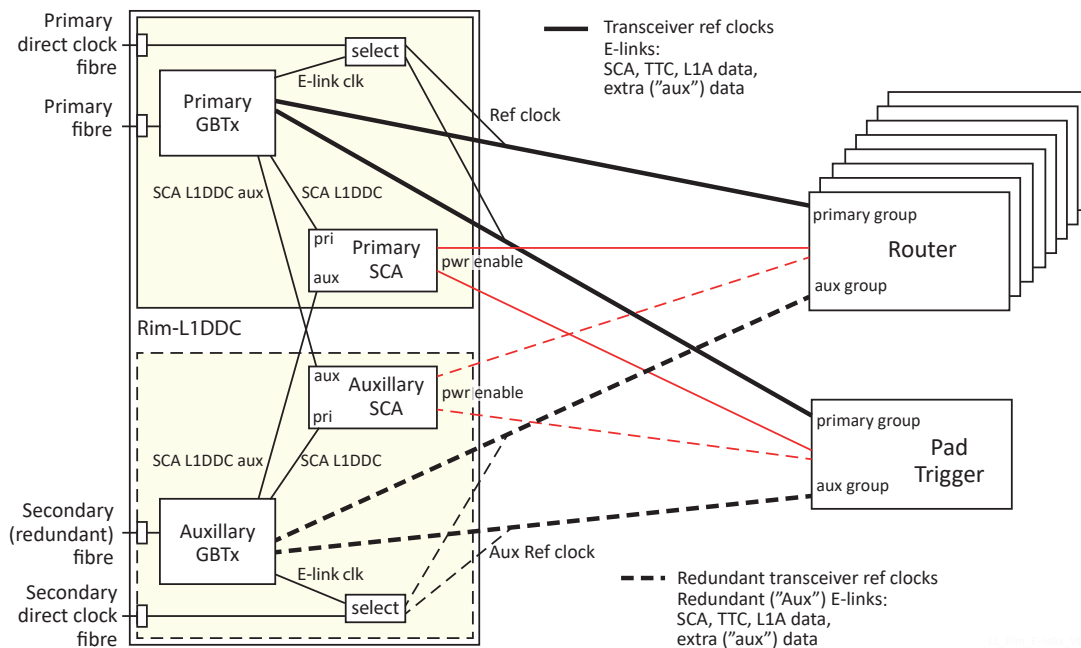 Primary
direct clock
fibre
select
E-link clk
Primary
GBTx
Primary
fibre
SCA L1DDC aux
SCA L1DDC
pri
aux
Primary
SCA
pwr enable
Rim-L1DDC
aux
pri
Auxillary
SCA
pwr enable
SCA L1DDC aux
SCA L1DDC
Secondary
(redundant)
fibre
Auxillary
GBTx
E-link clk
select
Secondary
direct clock
fibre
Transceiver ref clocks
E-links:
SCA, TTC, L1A data,
extra ("aux") data
Ref clock
primary group
Router
aux group
primary group
Pad
Trigger
aux group
Aux Ref clock
Redundant transceiver ref clocks
Redundant ("Aux") E-links:
SCA, TTC, L1A data,
extra ("aux") data